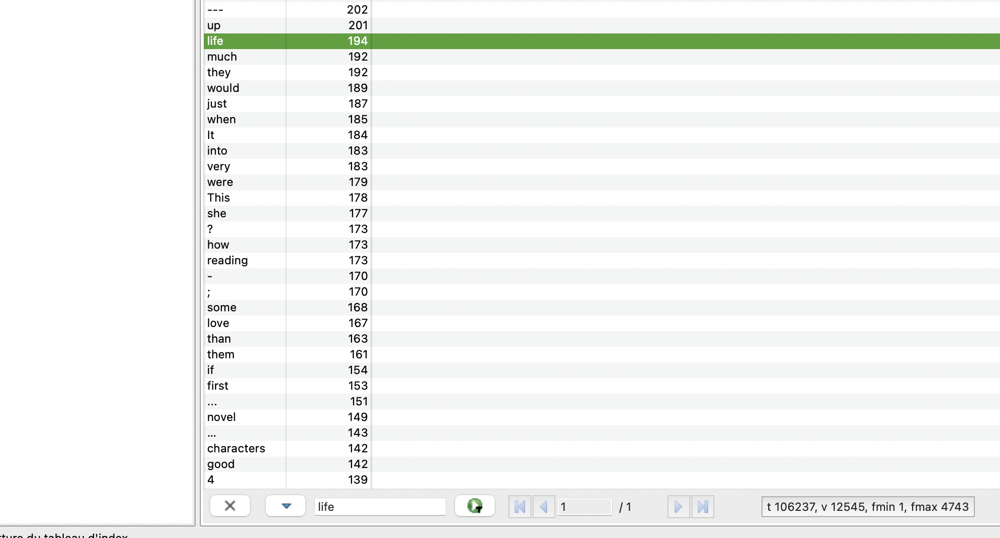 --- 202
up 201
life 194
much 192
they 192
would 189
just 187
when 185
It 184
into 183
very 183
were 179
This 178
she 177
? 173
how 173
reading 173
- 170
; 170
some 168
love 167
than 163
them 161
if 154
first 153
... 151
novel 149
… 143
characters 142
good 142
4 139
life 1 / 1 t 106237, v 12545, fmin 1, fmax 4743
du tableau d'index